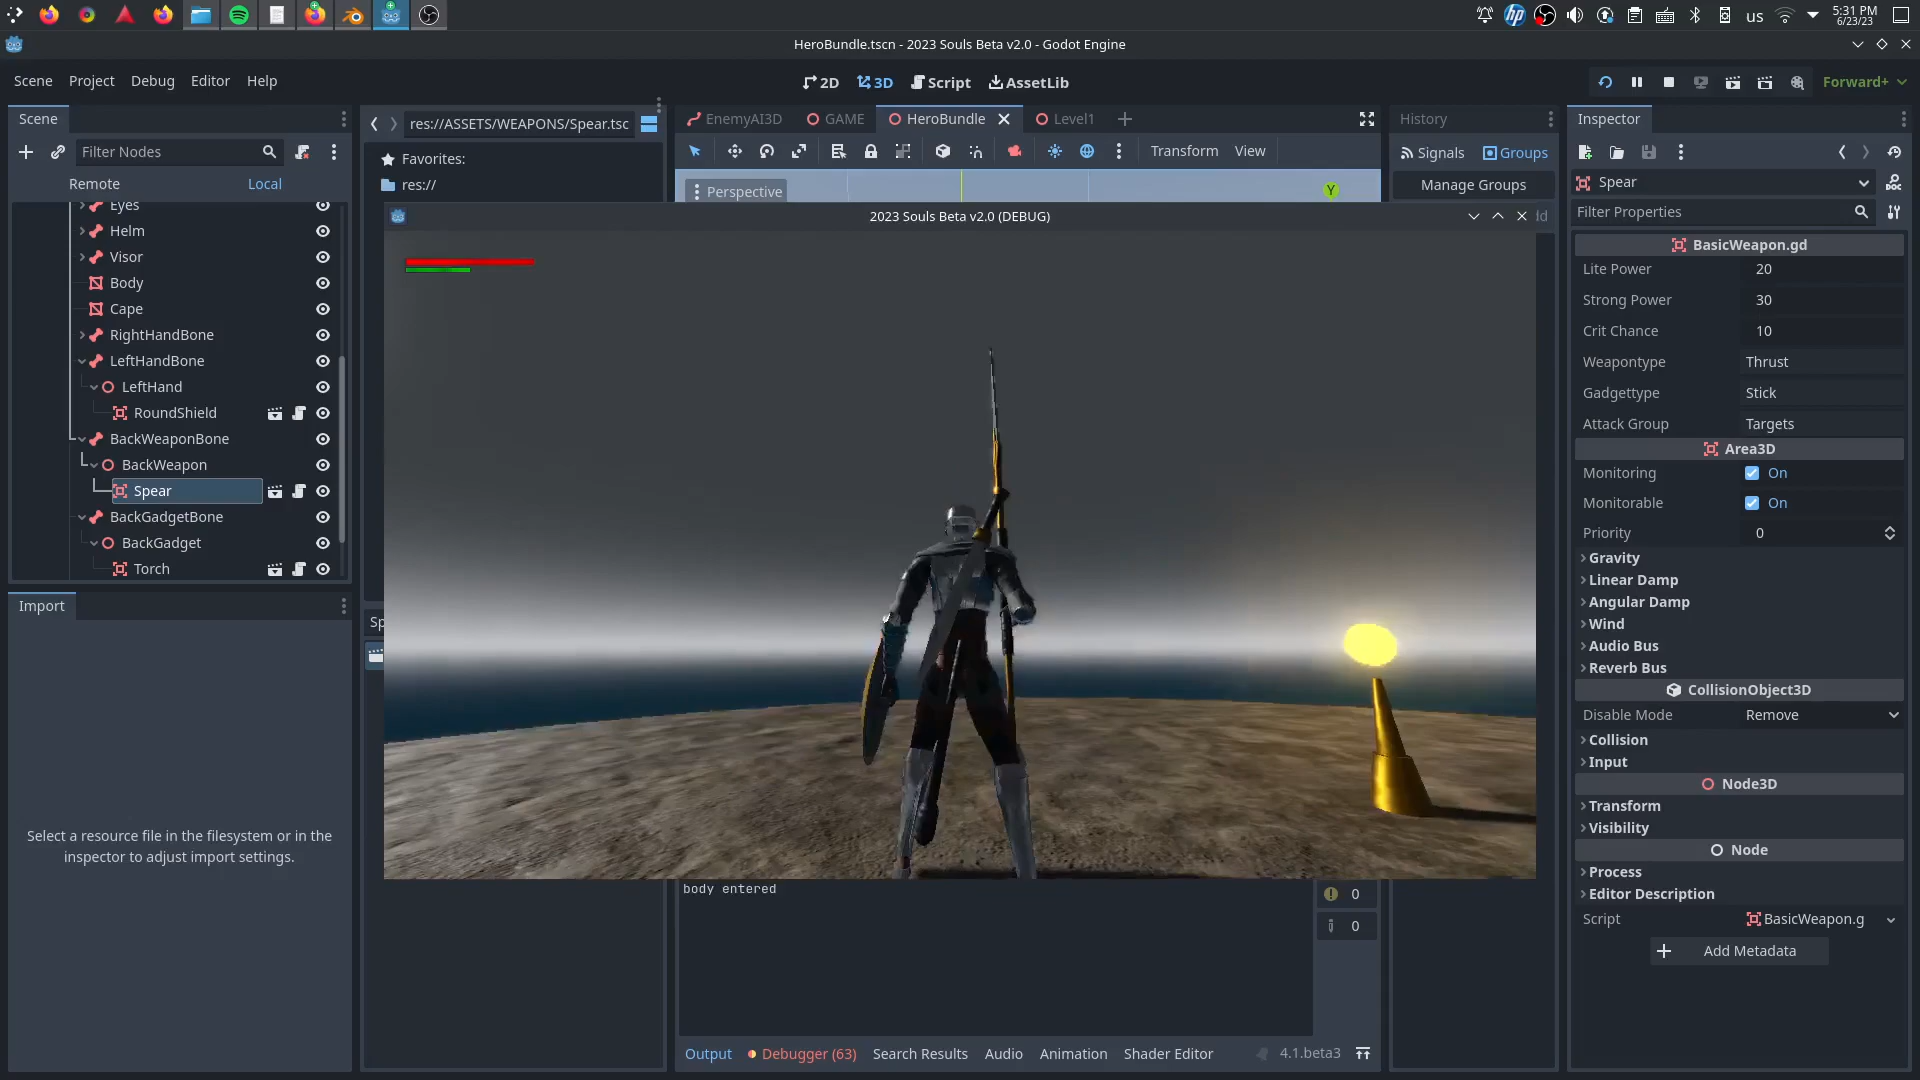 us
5:31 PM
6/23/23
HeroBundle.tscn - 2023 Souls Beta v2.0 - Godot Engine
Scene
Project
Debug
Editor
Help
2D
3D
Script
AssetLib
Forward+
Scene
Filter Nodes
Remote
Local
Eyes
Helm
Visor
Body
Cape
RightHandBone
LeftHandBone
LeftHand
RoundShield
BackWeaponBone
BackWeapon
Spear
BackGadgetBone
BackGadget
Torch
Import
Select a resource file in the filesystem or in the
inspector to adjust import settings.
res://ASSETS/WEAPONS/Spear.tsc
Favorites:
res://
Sp
EnemyAI3D
GAME
HeroBundle
Level1
Transform
View
Perspective
Y
2023 Souls Beta v2.0 (DEBUG)
body entered
0
0
Output
Debugger (63)
Search Results
Audio
Animation
Shader Editor
4.1.beta3
History
Signals
Groups
Manage Groups
dd
Inspector
Spear
Filter Properties
BasicWeapon.gd
Lite Power
20
Strong Power
30
Crit Chance
10
Weapontype
Thrust
Gadgettype
Stick
Attack Group
Targets
Area3D
Monitoring
On
Monitorable
On
Priority
0
Gravity
Linear Damp
Angular Damp
Wind
Audio Bus
Reverb Bus
CollisionObject3D
Disable Mode
Remove
Collision
Input
Node3D
Transform
Visibility
Node
Process
Editor Description
Script
BasicWeapon.g
Add Metadata